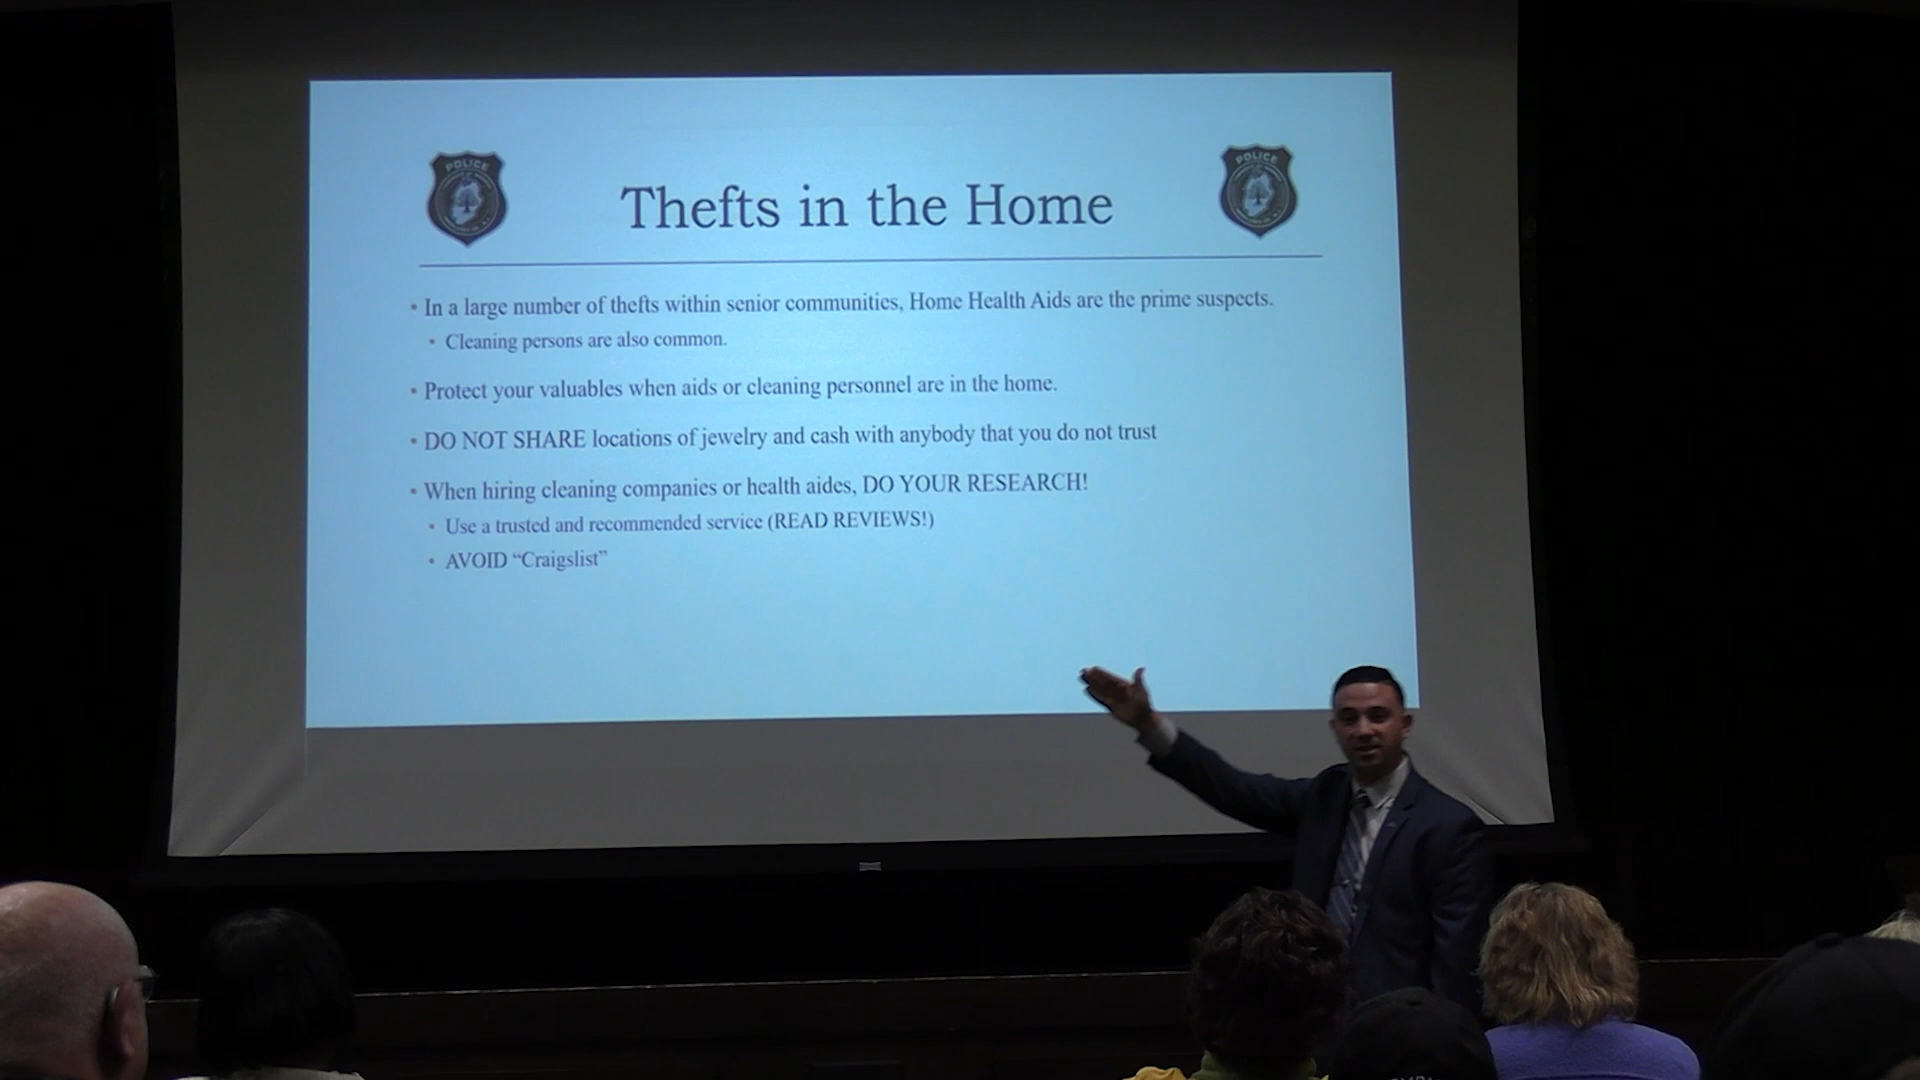 POLICE
POLICE
Thefts in the Home
• In a large number of thefts within senior communities, Home Health Aids are the prime suspects.
• Cleaning persons are also common.
• Protect your valuables when aids or cleaning personnel are in the home.
• DO NOT SHARE locations of jewelry and cash with anybody that you do not trust
• When hiring cleaning companies or health aides, DO YOUR RESEARCH!
• Use a trusted and recommended service (READ REVIEWS!)
• AVOID “Craigslist”